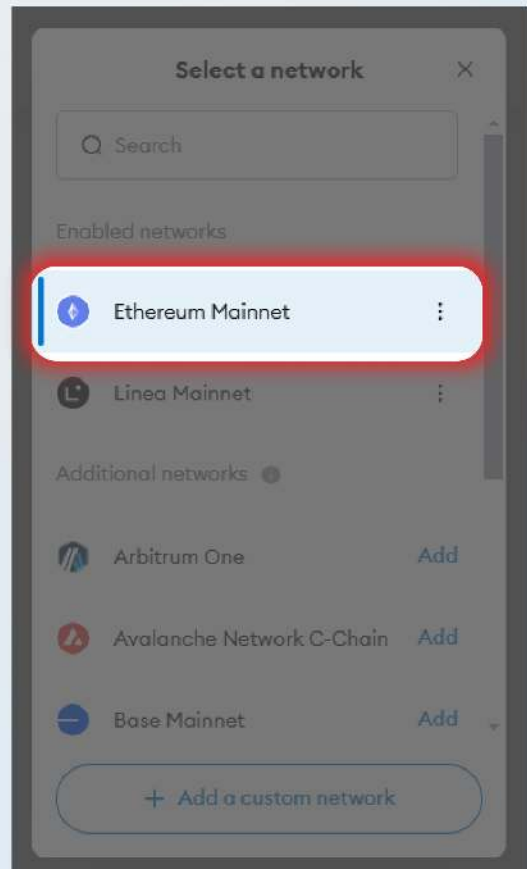 Select a network
Search
Enabled networks
Ethereum Mainnet
Linea Mainnet
Additional networks
Arbitrum One Add
Avalanche Network C-Chain Add
Base Mainnet Add
+ Add a custom network